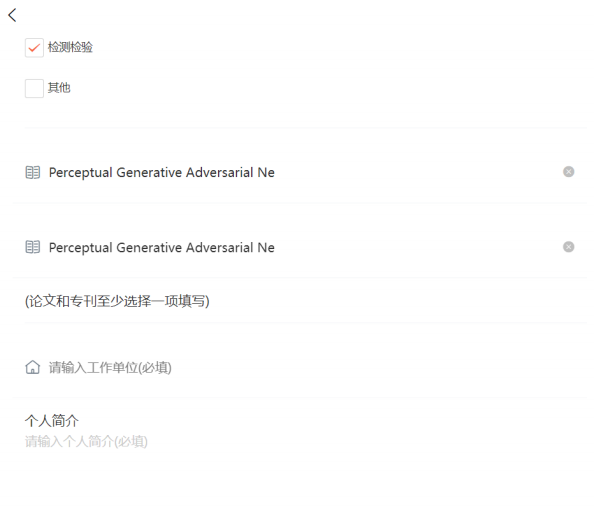 检测检验
其他
Perceptual Generative Adversarial Ne
Perceptual Generative Adversarial Ne
(论文和专刊至少选择一项填写)
请输入工作单位(必填)
个人简介
请输入个人简介(必填)